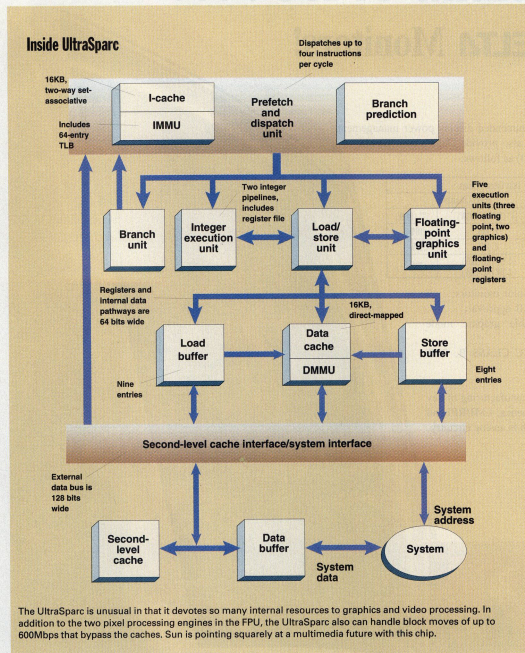 Inside UltraSparc
Dispatches up to
four instructions
per cycle
16KB,
two-way set-
associative
I-cache
IMMU
Includes
64-entry
TLB
Prefetch
and
dispatch
unit
Branch
prediction
Branch
unit
Two integer
pipelines,
includes
register file
Integer
execution
unit
Load/
store
unit
Floating-
point
graphics
unit
Five
execution
units (three
floating
point, two
graphics)
and
floating-
point
registers
Registers and
internal data
pathways are
64 bits wide
16KB,
direct-mapped
Load
buffer
Nine
entries
Data
cache
DMMU
Store
buffer
Eight
entries
Second-level cache interface/system interface
External
data bus is
128 bits
wide
System
address
Second-
level
cache
Data
buffer
System
data
System
The UltraSparc is unusual in that it devotes so many internal resources to graphics and video processing. In
addition to the two pixel processing engines in the FPU, the UltraSparc also can handle block moves of up to
600Mbps that bypass the caches. Sun is pointing squarely at a multimedia future with this chip.